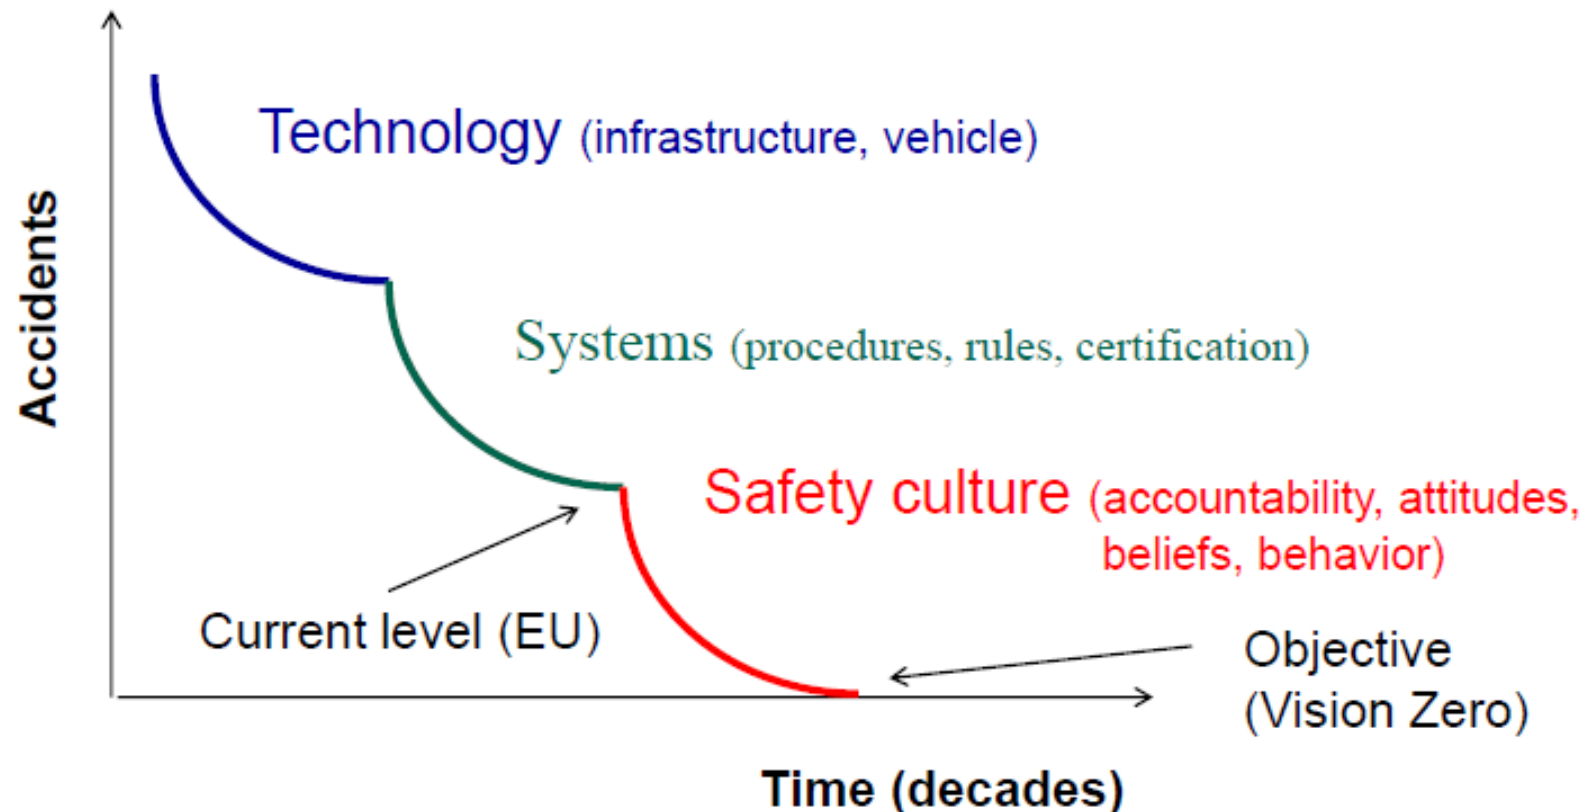 Technology (infrastructure, vehicle)
Accidents
Systems (procedures, rules, certification)
Safety culture (accountability, attitudes,
beliefs, behavior)
Current level (EU)
Objective
(Vision Zero)
Time (decades)